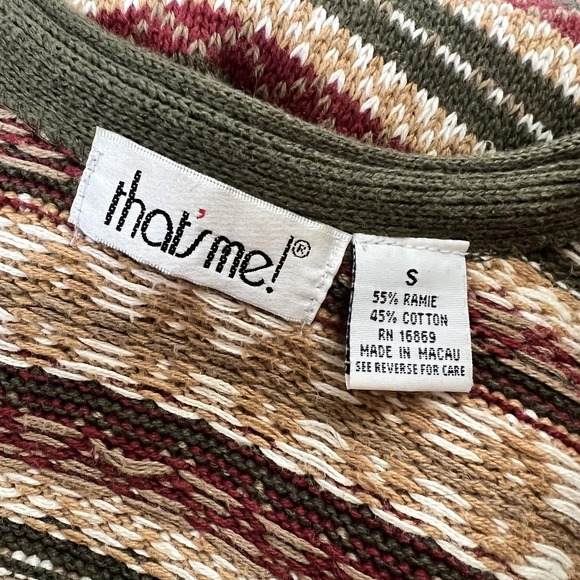 that's me!®
S
55% RAMIE
45% COTTON
RN 16869
MADE IN MACAU
SEE REVERSE FOR CARE